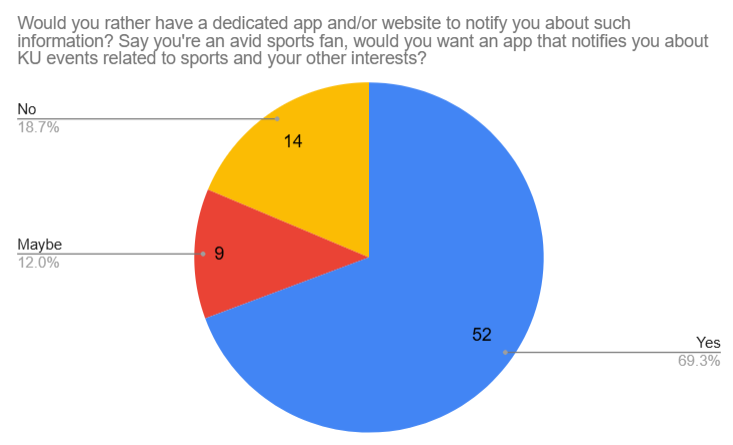 Would you rather have a dedicated app and/or website to notify you about such
information? Say you're an avid sports fan, would you want an app that notifies you about
KU events related to sports and your other interests?
No
18.7%
14
Maybe
12.0%
9
52
Yes
69.3%